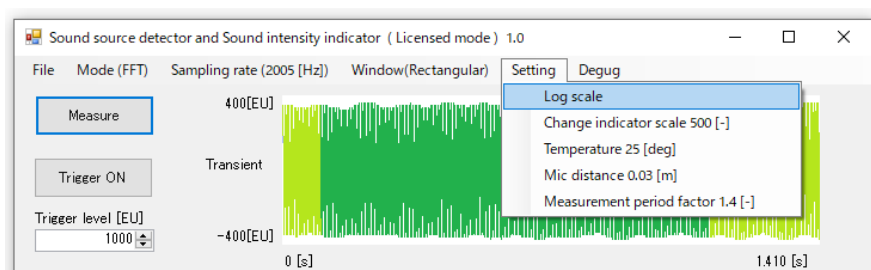 Sound source detector and Sound intensity indicator ( Licensed mode ) 1.0
File Mode (FFT) Sampling rate (2005 [Hz]) Window(Rectangular) Setting Degug
Log scale
Change indicator scale 500 [-]
Temperature 25 [deg]
Mic distance 0.03 [m]
Measurement period factor 1.4 [-]
Measure
Trigger ON
Trigger level [EU]
1000
400[EU]
Transient
-400[EU]
0 [s]
1.410 [s]